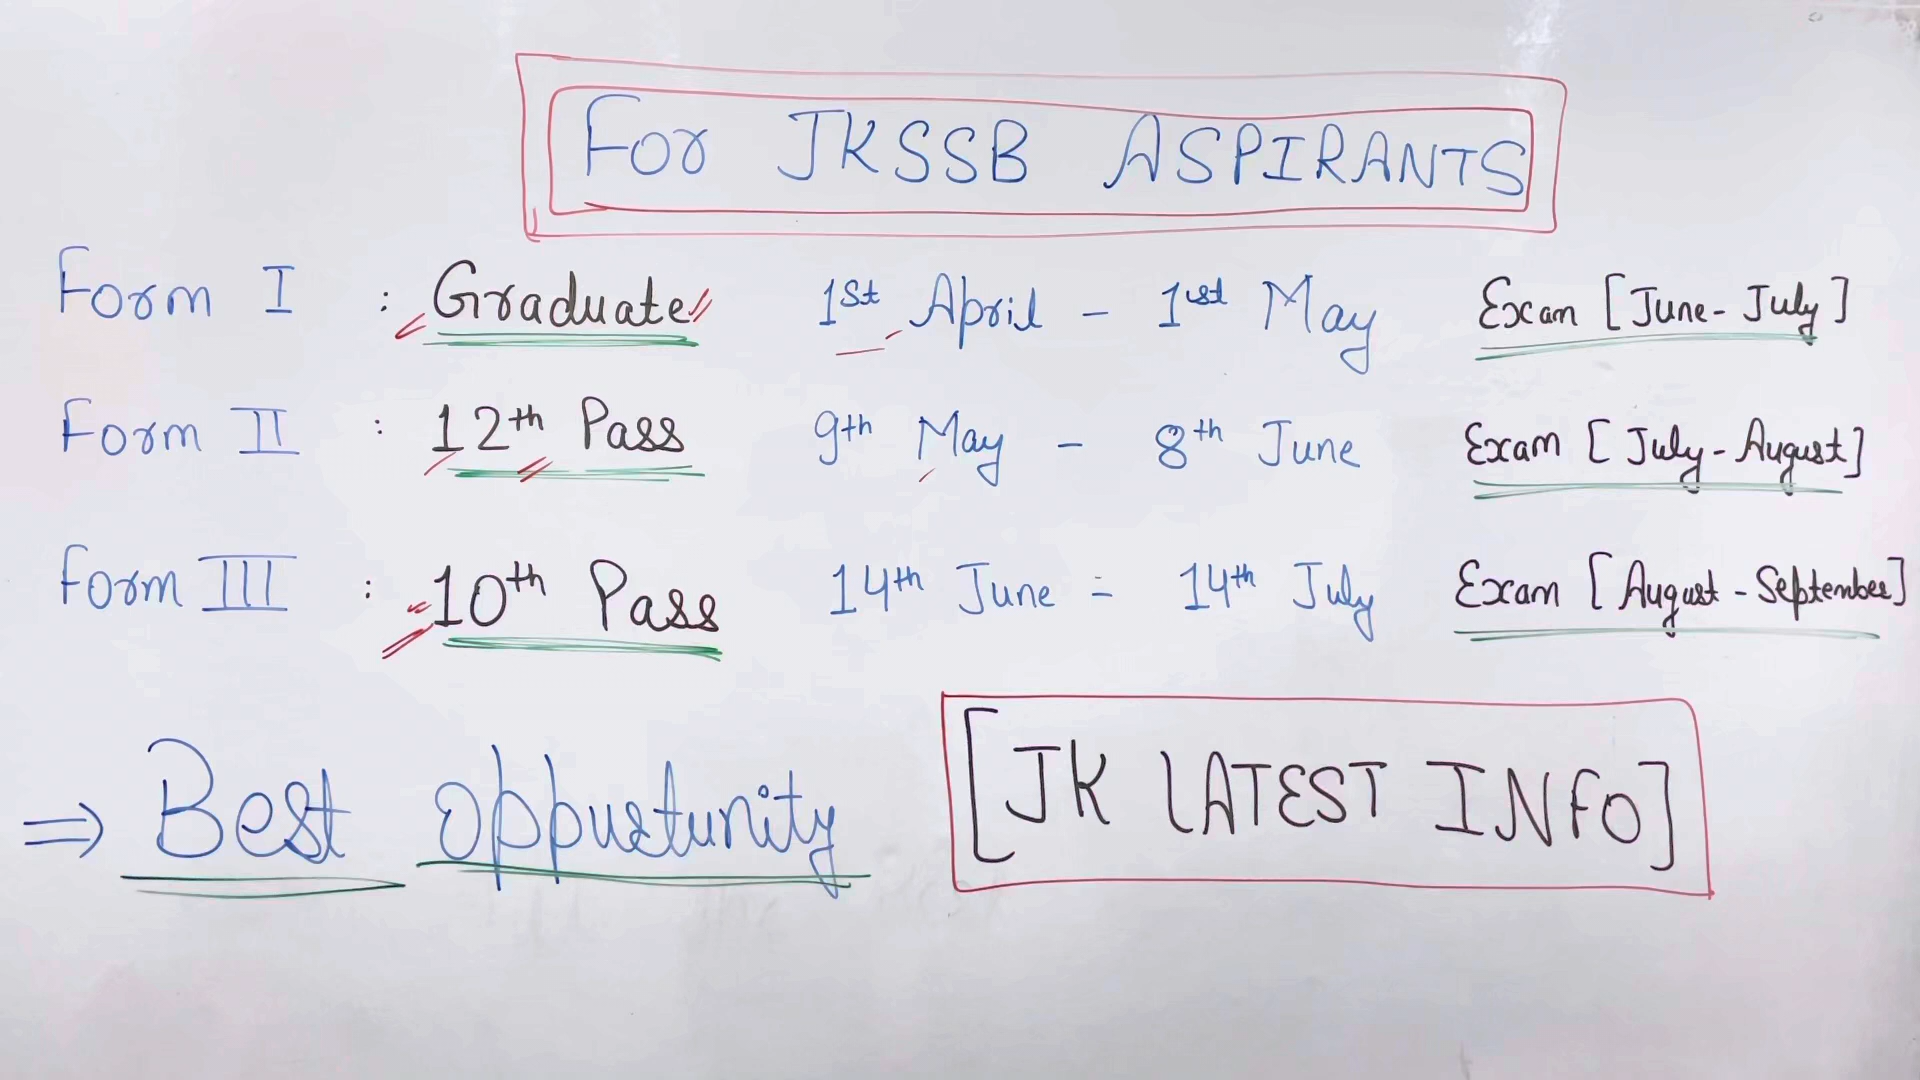 For JKSSB ASPIRANTS
Form I : Graduate 1st April - 1st May Exam [June - July]
Form II : 12th Pass 9th May - 8th June Exam [July - August]
Form III : 10th Pass 14th June - 14th July Exam [August - September]
⇒ Best oppurtunity [JK LATEST INFO]